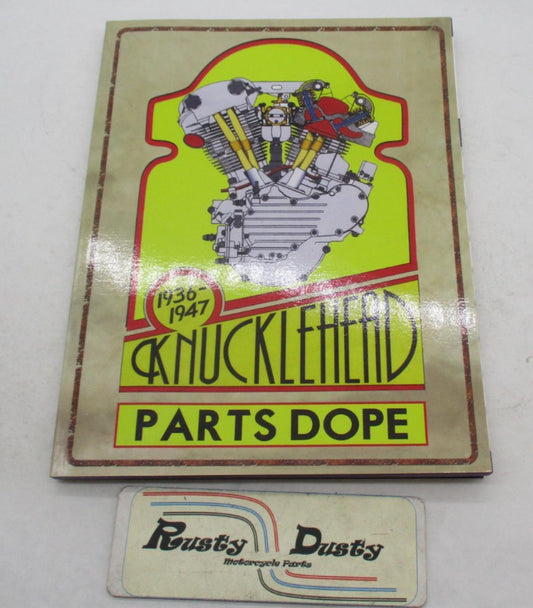 1936-
1947
KNUCKLEHEAD
PARTS DOPE
Rusty Dusty
Motorcycle Parts